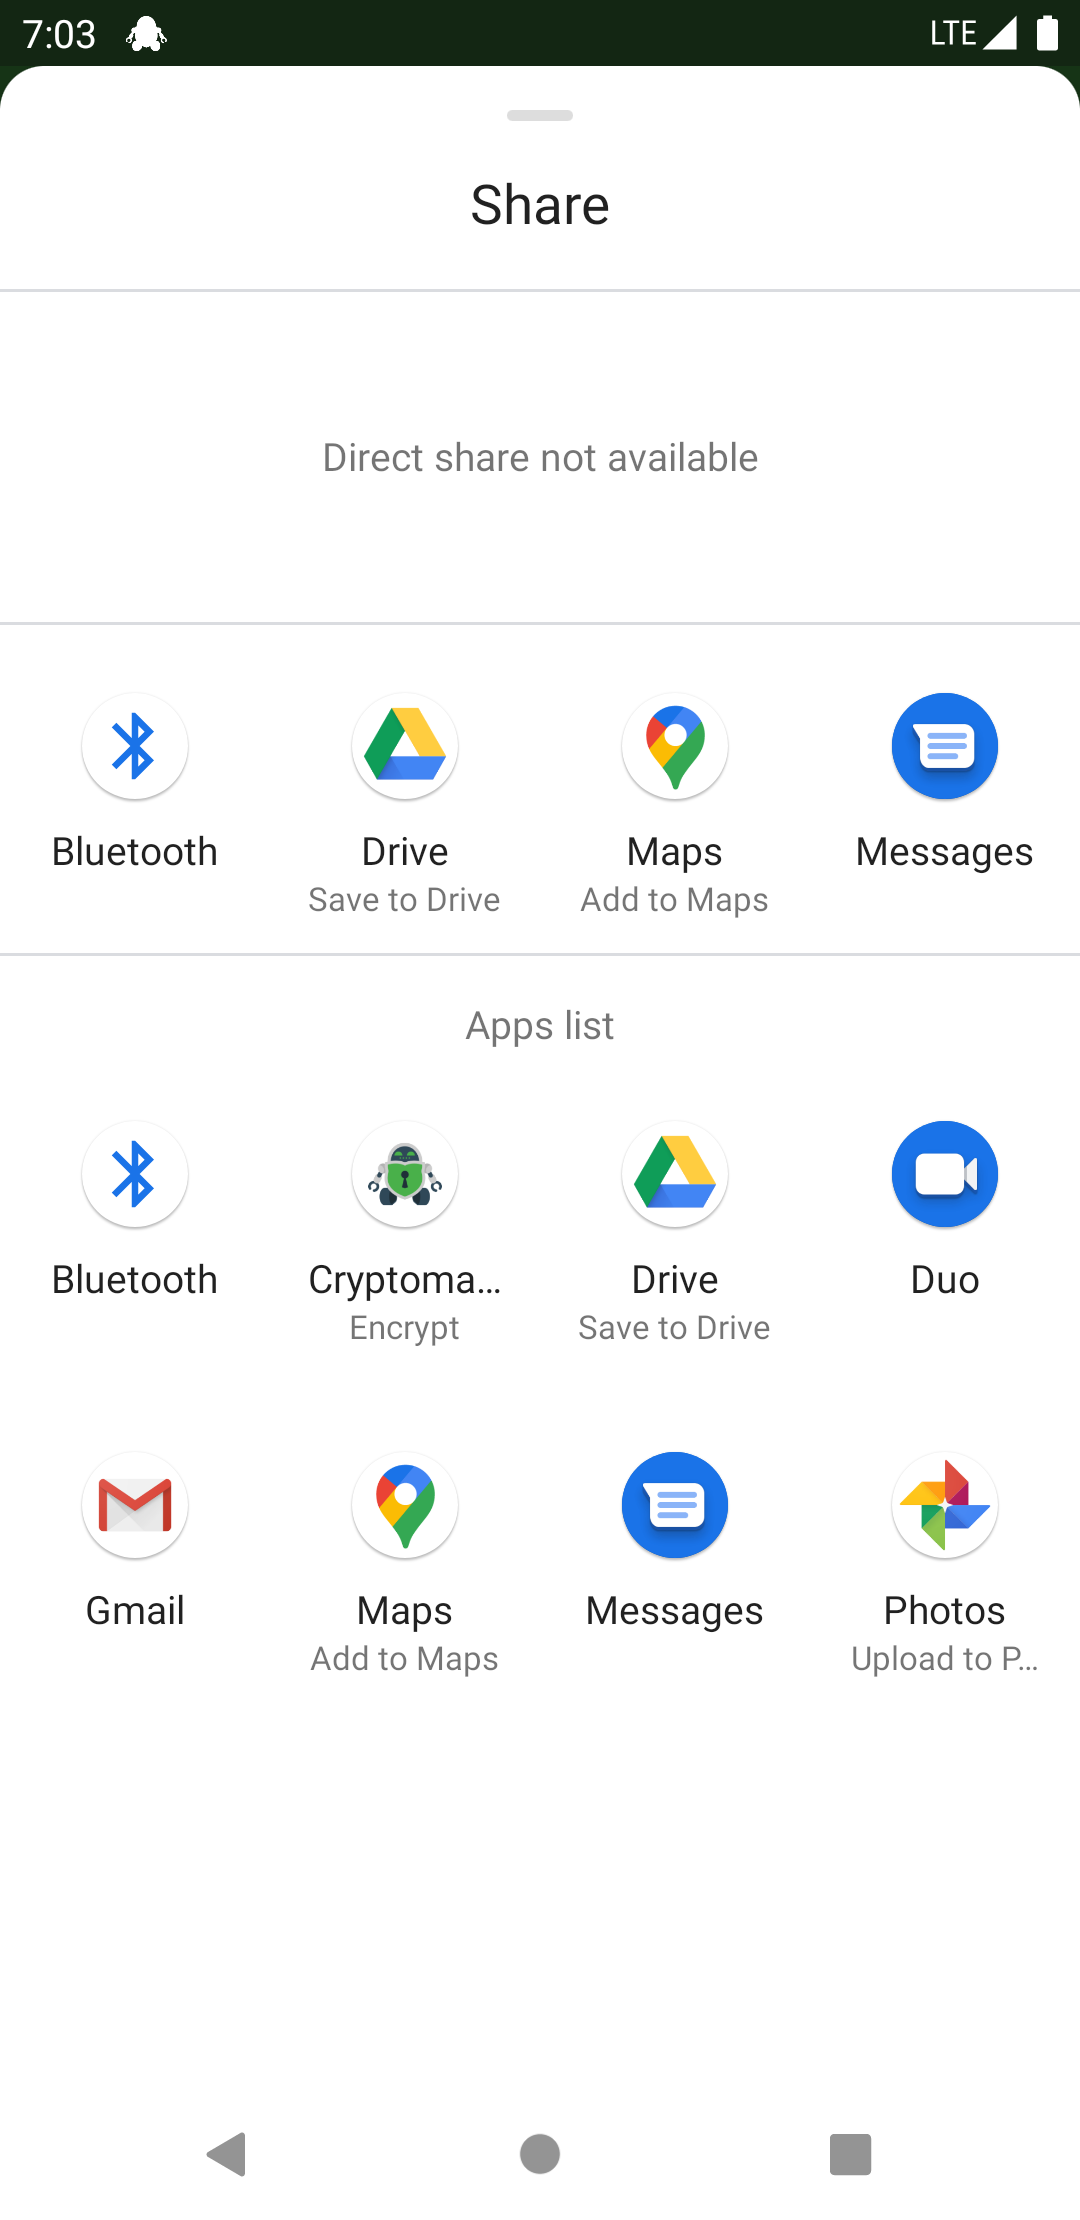 7:03
LTE
Share
Direct share not available
Bluetooth
Drive
Save to Drive
Maps
Add to Maps
Messages
Apps list
Bluetooth
Cryptoma...
Encrypt
Drive
Save to Drive
Duo
Gmail
Maps
Add to Maps
Messages
Photos
Upload to P...